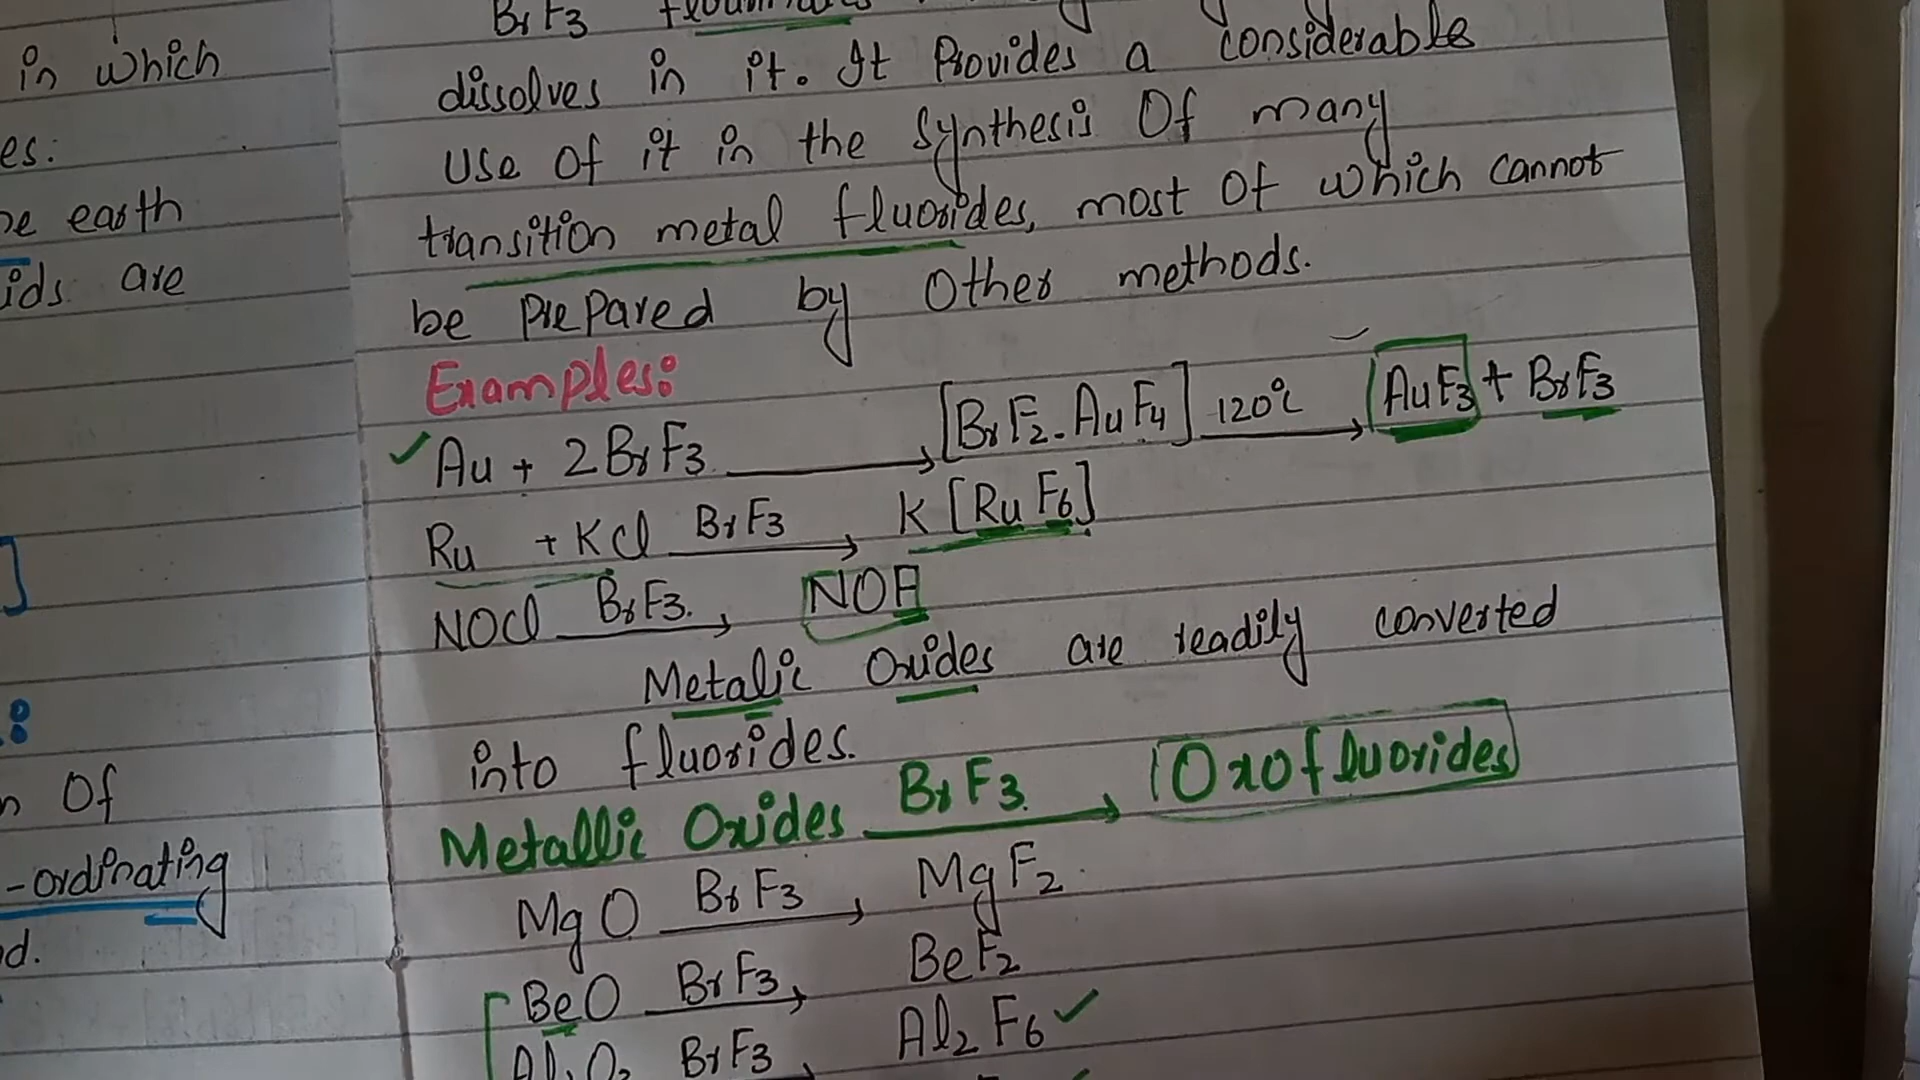 in which
es:
earth
ids are
]
:
Of
-ordinating
d.
BrF3
dissolves in it. It Provides a considerable
use of it in the synthesis Of many
transition metal fluorides, most of which cannot
be prepared by Other methods.
Examples:
Au + 2BrF3 → [BrF2-AuF4] 120°C → AuF3 + BrF3
Ru + KCl BrF3 → K[RuF6]
NOCl BrF3. → NOF
Metalic Oxides are readily converted
into fluorides.
Metallic Oxides BrF3. → Oxofluorides
MgO BrF3 → MgF2.
BeO BrF3 → BeF2
Al2O3 BrF3 → Al2F6 ✓